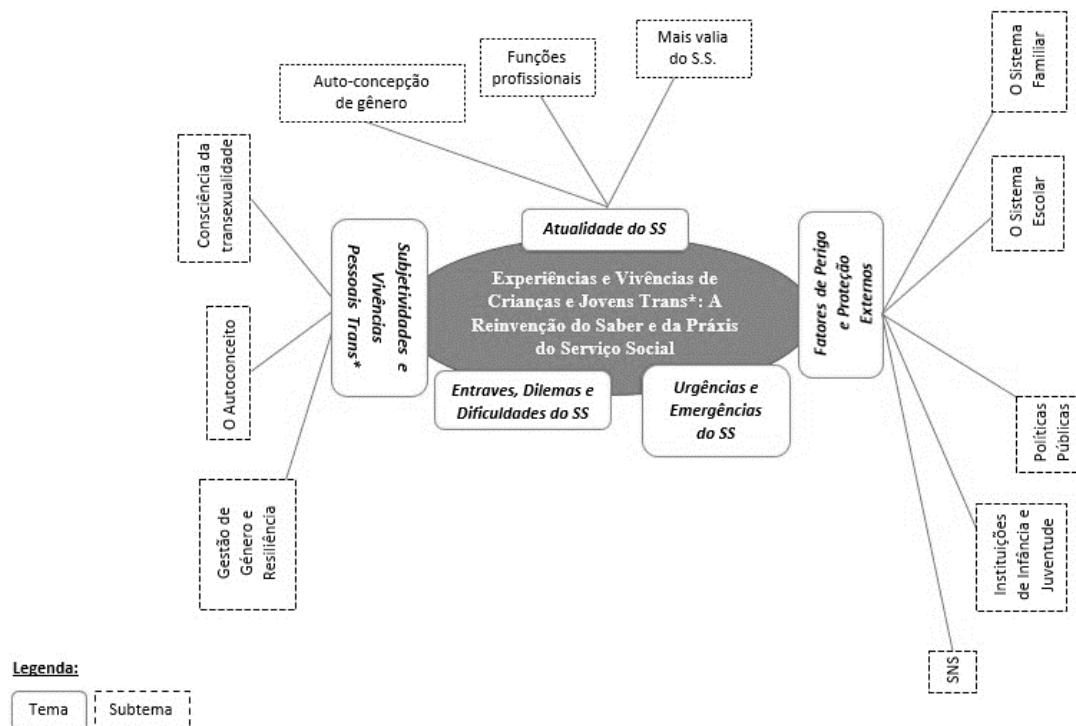 Mais valia
do S.S.
Funções
profissionais
Auto-concepção
de gênero
O Sistema
Familiar
Consciência da
transexualidade
O Sistema
Escolar
Atualidade do SS
Subjetividades e
Vivências
Pessoais Trans*
Experiências e Vivências de
Crianças e Jovens Trans*: A
Reinvenção do Saber e da Práxis
do Serviço Social
Fatores de Perigo
e Proteção
Externos
O Autoconceito
Entraves, Dilemas e
Dificuldades do SS
Urgências e
Emergências
do SS
Políticas
Públicas
Gestão de
Género e
Resiliência
Instituições
de Infância e
Juventude
SNS
Legenda:
Tema
Subtema